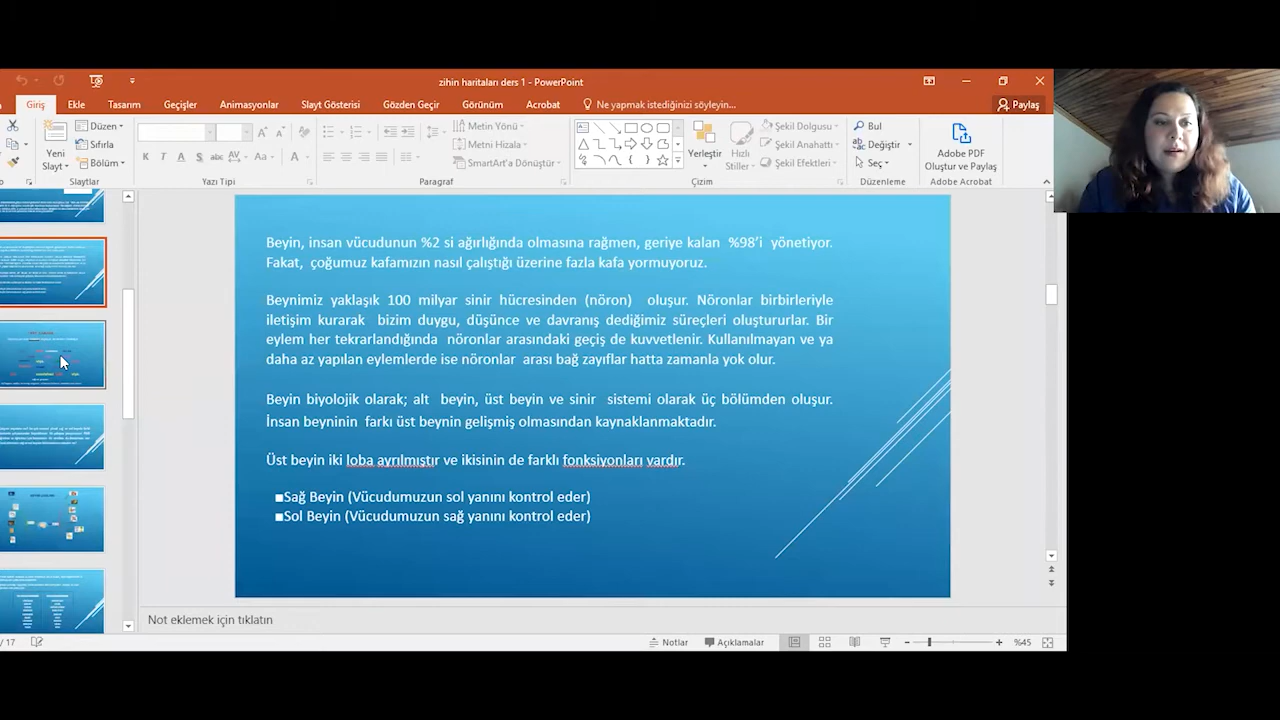 zihin haritaları ders 1 - PowerPoint
Giriş Ekle Tasarım Geçişler Animasyonlar Slayt Gösterisi Gözden Geçir Görünüm Acrobat Ne yapmak istediğinizi söyleyin... Paylaş
Yeni Slayt
Düzen
Sıfırla
Bölüm
Slaytlar
K T A S abc AV Aa A
Yazı Tipi
Metin Yönü
Metni Hizala
SmartArt'a Dönüştür
Paragraf
Yerleştir
Hızlı Stiller
Şekil Dolgusu
Şekil Anahattı
Şekil Efektleri
Çizim
Bul
Değiştir
Seç
Düzenleme
Adobe PDF
Oluştur ve Paylaş
Adobe Acrobat
Beyin, insan vücudunun %2 si ağırlığında olmasına rağmen, geriye kalan %98'i yönetiyor.
Fakat, çoğumuz kafamızın nasıl çalıştığı üzerine fazla kafa yormuyoruz.
Beynimiz yaklaşık 100 milyar sinir hücresinden (nöron) oluşur. Nöronlar birbirleriyle
iletişim kurarak bizim duygu, düşünce ve davranış dediğimiz süreçleri oluştururlar. Bir
eylem her tekrarlandığında nöronlar arasındaki geçiş de kuvvetlenir. Kullanılmayan ve ya
daha az yapılan eylemlerde ise nöronlar arası bağ zayıflar hatta zamanla yok olur.
Beyin biyolojik olarak; alt beyin, üst beyin ve sinir sistemi olarak üç bölümden oluşur.
İnsan beyninin farkı üst beynin gelişmiş olmasından kaynaklanmaktadır.
Üst beyin iki loba ayrılmıştır ve ikisinin de farklı fonksiyonları vardır.
■Sağ Beyin (Vücudumuzun sol yanını kontrol eder)
■Sol Beyin (Vücudumuzun sağ yanını kontrol eder)
Not eklemek için tıklatın
/ 17 Notlar Açıklamalar %45